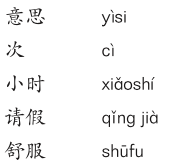 意思 yìsi
次 cì
小时 xiǎoshí
请假 qǐng jià
舒服 shūfu